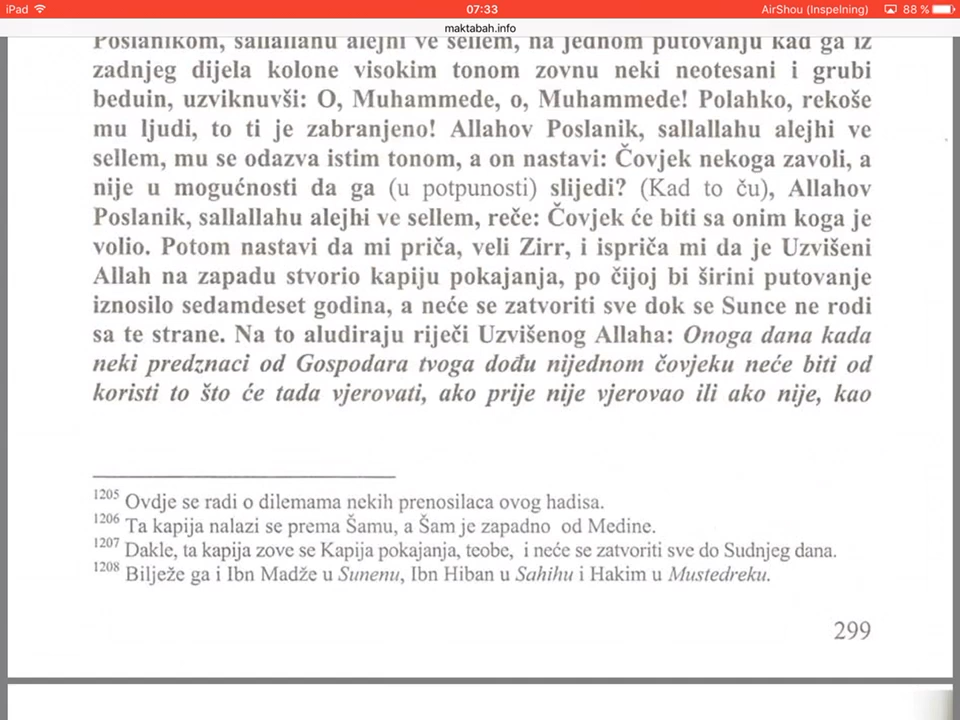 iPad 07:33 AirShou (Inspelning) 88 %
maktabah.info
Poslanikom, sallallahu alejhi ve sellem, na jednom putovanju kad ga iz
zadnjeg dijela kolone visokim tonom zovnu neki neotesani i grubi
beduin, uzviknuvši: O, Muhammede, o, Muhammede! Polahko, rekoše
mu ljudi, to ti je zabranjeno! Allahov Poslanik, sallallahu alejhi ve
sellem, mu se odazva istim tonom, a on nastavi: Čovjek nekoga zavoli, a
nije u mogućnosti da ga (u potpunosti) slijedi? (Kad to ču), Allahov
Poslanik, sallallahu alejhi ve sellem, reče: Čovjek će biti sa onim koga je
volio. Potom nastavi da mi priča, veli Zirr, i ispriča mi da je Uzvišeni
Allah na zapadu stvorio kapiju pokajanja, po čijoj bi širini putovanje
iznosilo sedamdeset godina, a neće se zatvoriti sve dok se Sunce ne rodi
sa te strane. Na to aludiraju riječi Uzvišenog Allaha: Onoga dana kada
neki predznaci od Gospodara tvoga dođu nijednom čovjeku neće biti od
koristi to što će tada vjerovati, ako prije nije vjerovao ili ako nije, kao
1205 Ovdje se radi o dilemama nekih prenosilaca ovog hadisa.
1206 Ta kapija nalazi se prema Šamu, a Šam je zapadno od Medine.
1207 Dakle, ta kapija zove se Kapija pokajanja, teobe, i neće se zatvoriti sve do Sudnjeg dana.
1208 Bilježe ga i Ibn Madže u Sunenu, Ibn Hiban u Sahihu i Hakim u Mustedreku.
299